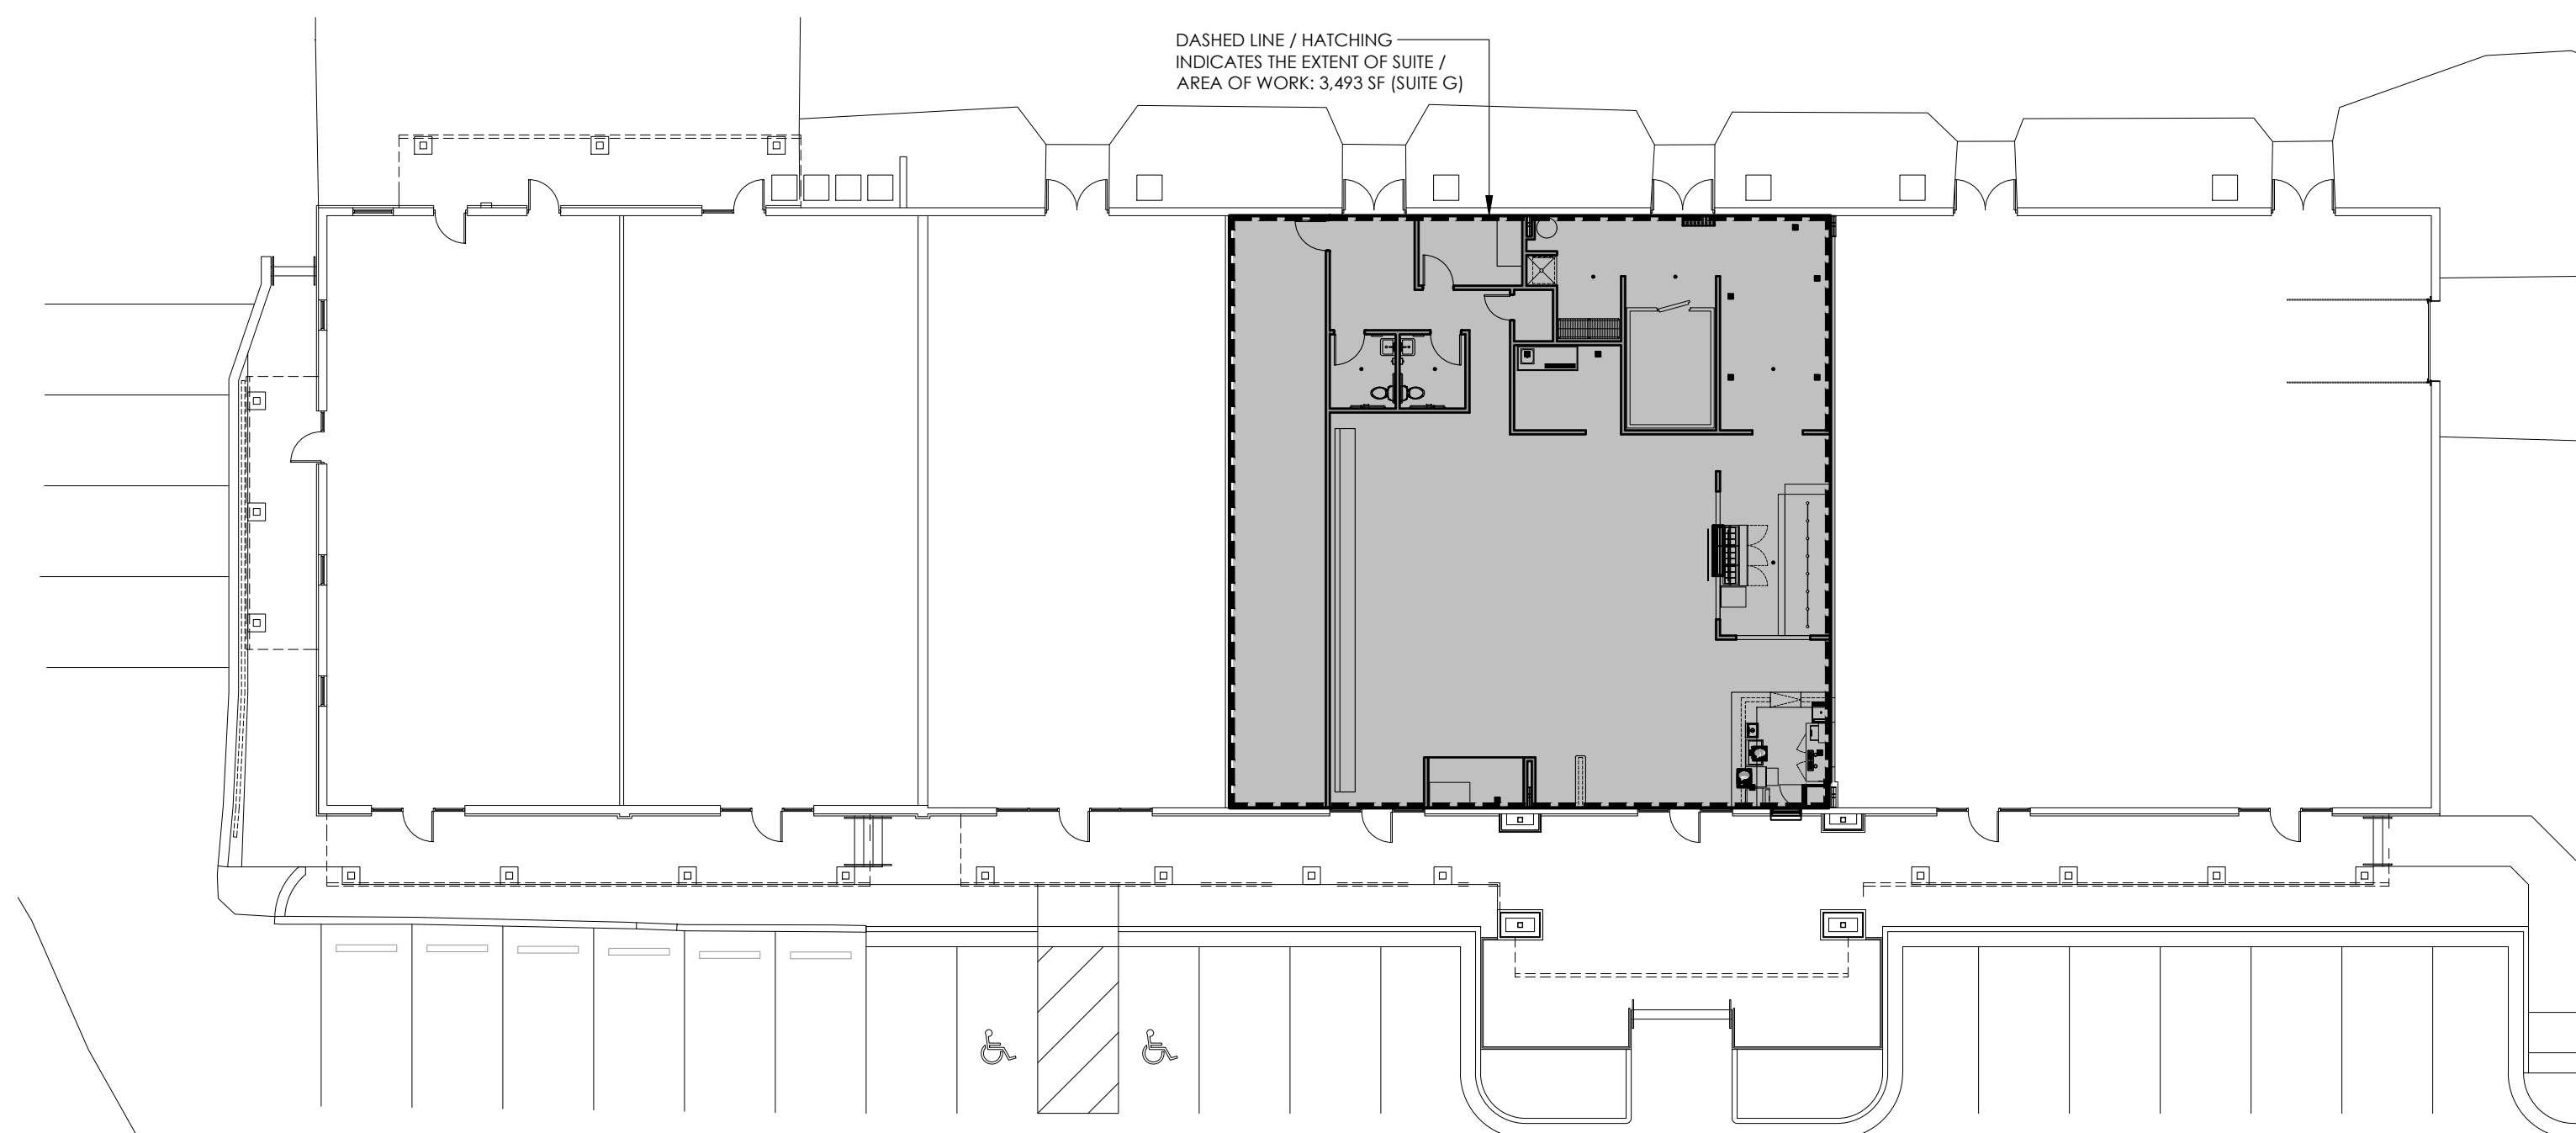 DASHED LINE / HATCHING
INDICATES THE EXTENT OF SUITE /
AREA OF WORK: 3,493 SF (SUITE G)